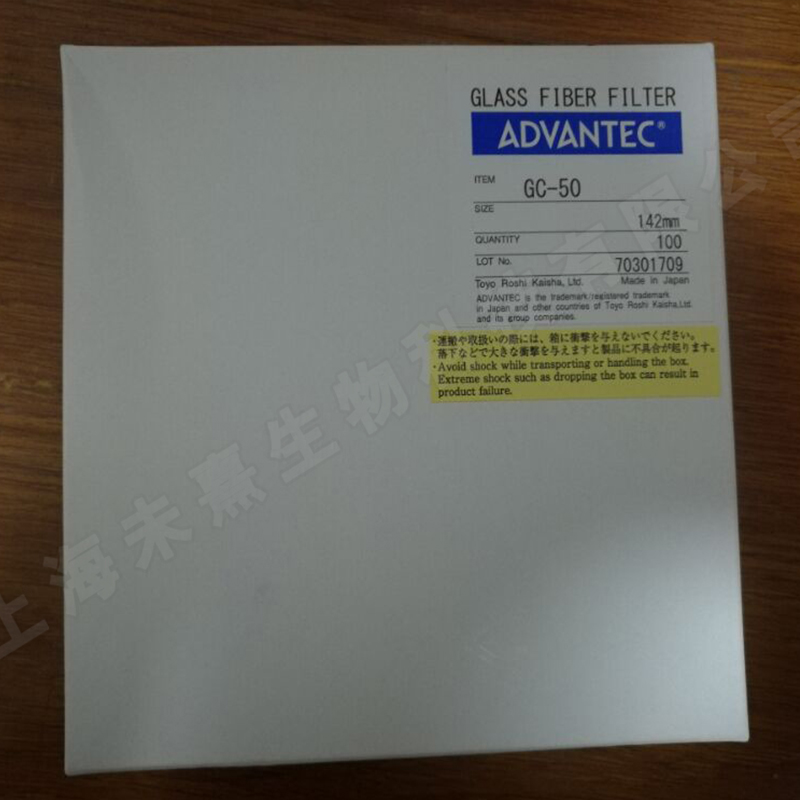 GLASS FIBER FILTER
ADVANTEC®
ITEM GC-50
SIZE 142mm
QUANTITY 100
LOT No. 70301709
Toyo Roshi Kaisha, Ltd. Made in Japan
ADVANTEC is the trademark/registered trademark
in Japan and other countries of Toyo Roshi Kaisha,Ltd.
and its group companies.
・運搬や取扱いの際には、箱に衝撃を与えないでください。
落下などで大きな衝撃を与えますと製品に不具合が起ります。
・Avoid shock while transporting or handling the box.
Extreme shock such as dropping the box can result in
product failure.
上海未熹生物科技有限公司